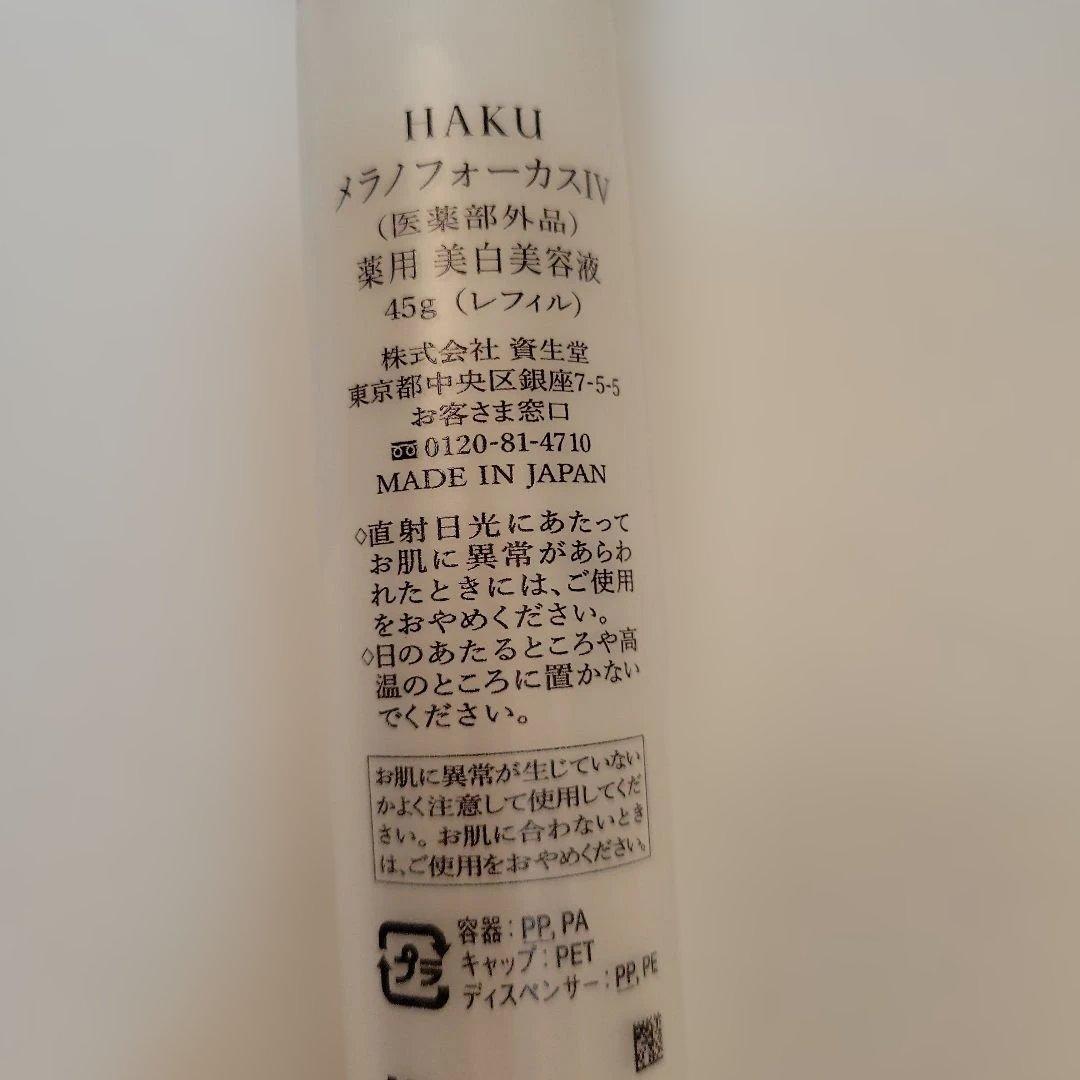 HAKU
メラノフォーカスIV
(医薬部外品)
薬用 美白美容液
45g（レフィル）
株式会社 資生堂
東京都中央区銀座7-5-5
お客さま窓口
0120-81-4710
MADE IN JAPAN
◊直射日光にあたって
お肌に異常があらわ
れたときには、ご使用
をおやめください。
◊日のあたるところや高
温のところに置かない
でください。
お肌に異常が生じていない
かよく注意して使用してくだ
さい。お肌に合わないとき
は、ご使用をおやめください。
プラ
容器：PP, PA
キャップ：PET
ディスペンサー：PP, PE